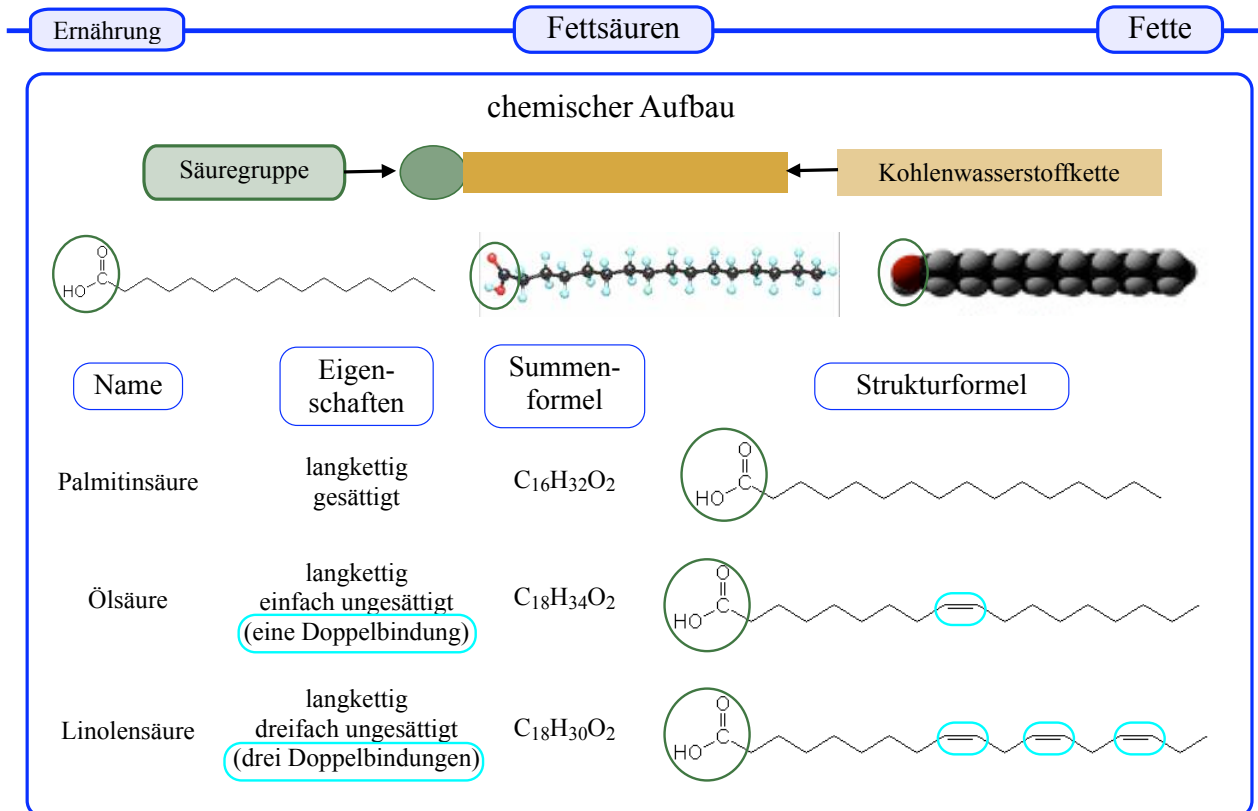 Ernährung
Fettsäuren
Fette
chemischer Aufbau
Säuregruppe
Kohlenwasserstoffkette
O
HO
C
Name
Eigen-
schaften
Summen-
formel
Strukturformel
Palmitinsäure
langkettig
gesättigt
C₁₆H₃₂O₂
O
C
HO
Ölsäure
langkettig
einfach ungesättigt
(eine Doppelbindung)
C₁₈H₃₄O₂
O
C
HO
Linolensäure
langkettig
dreifach ungesättigt
(drei Doppelbindungen)
C₁₈H₃₀O₂
O
C
HO